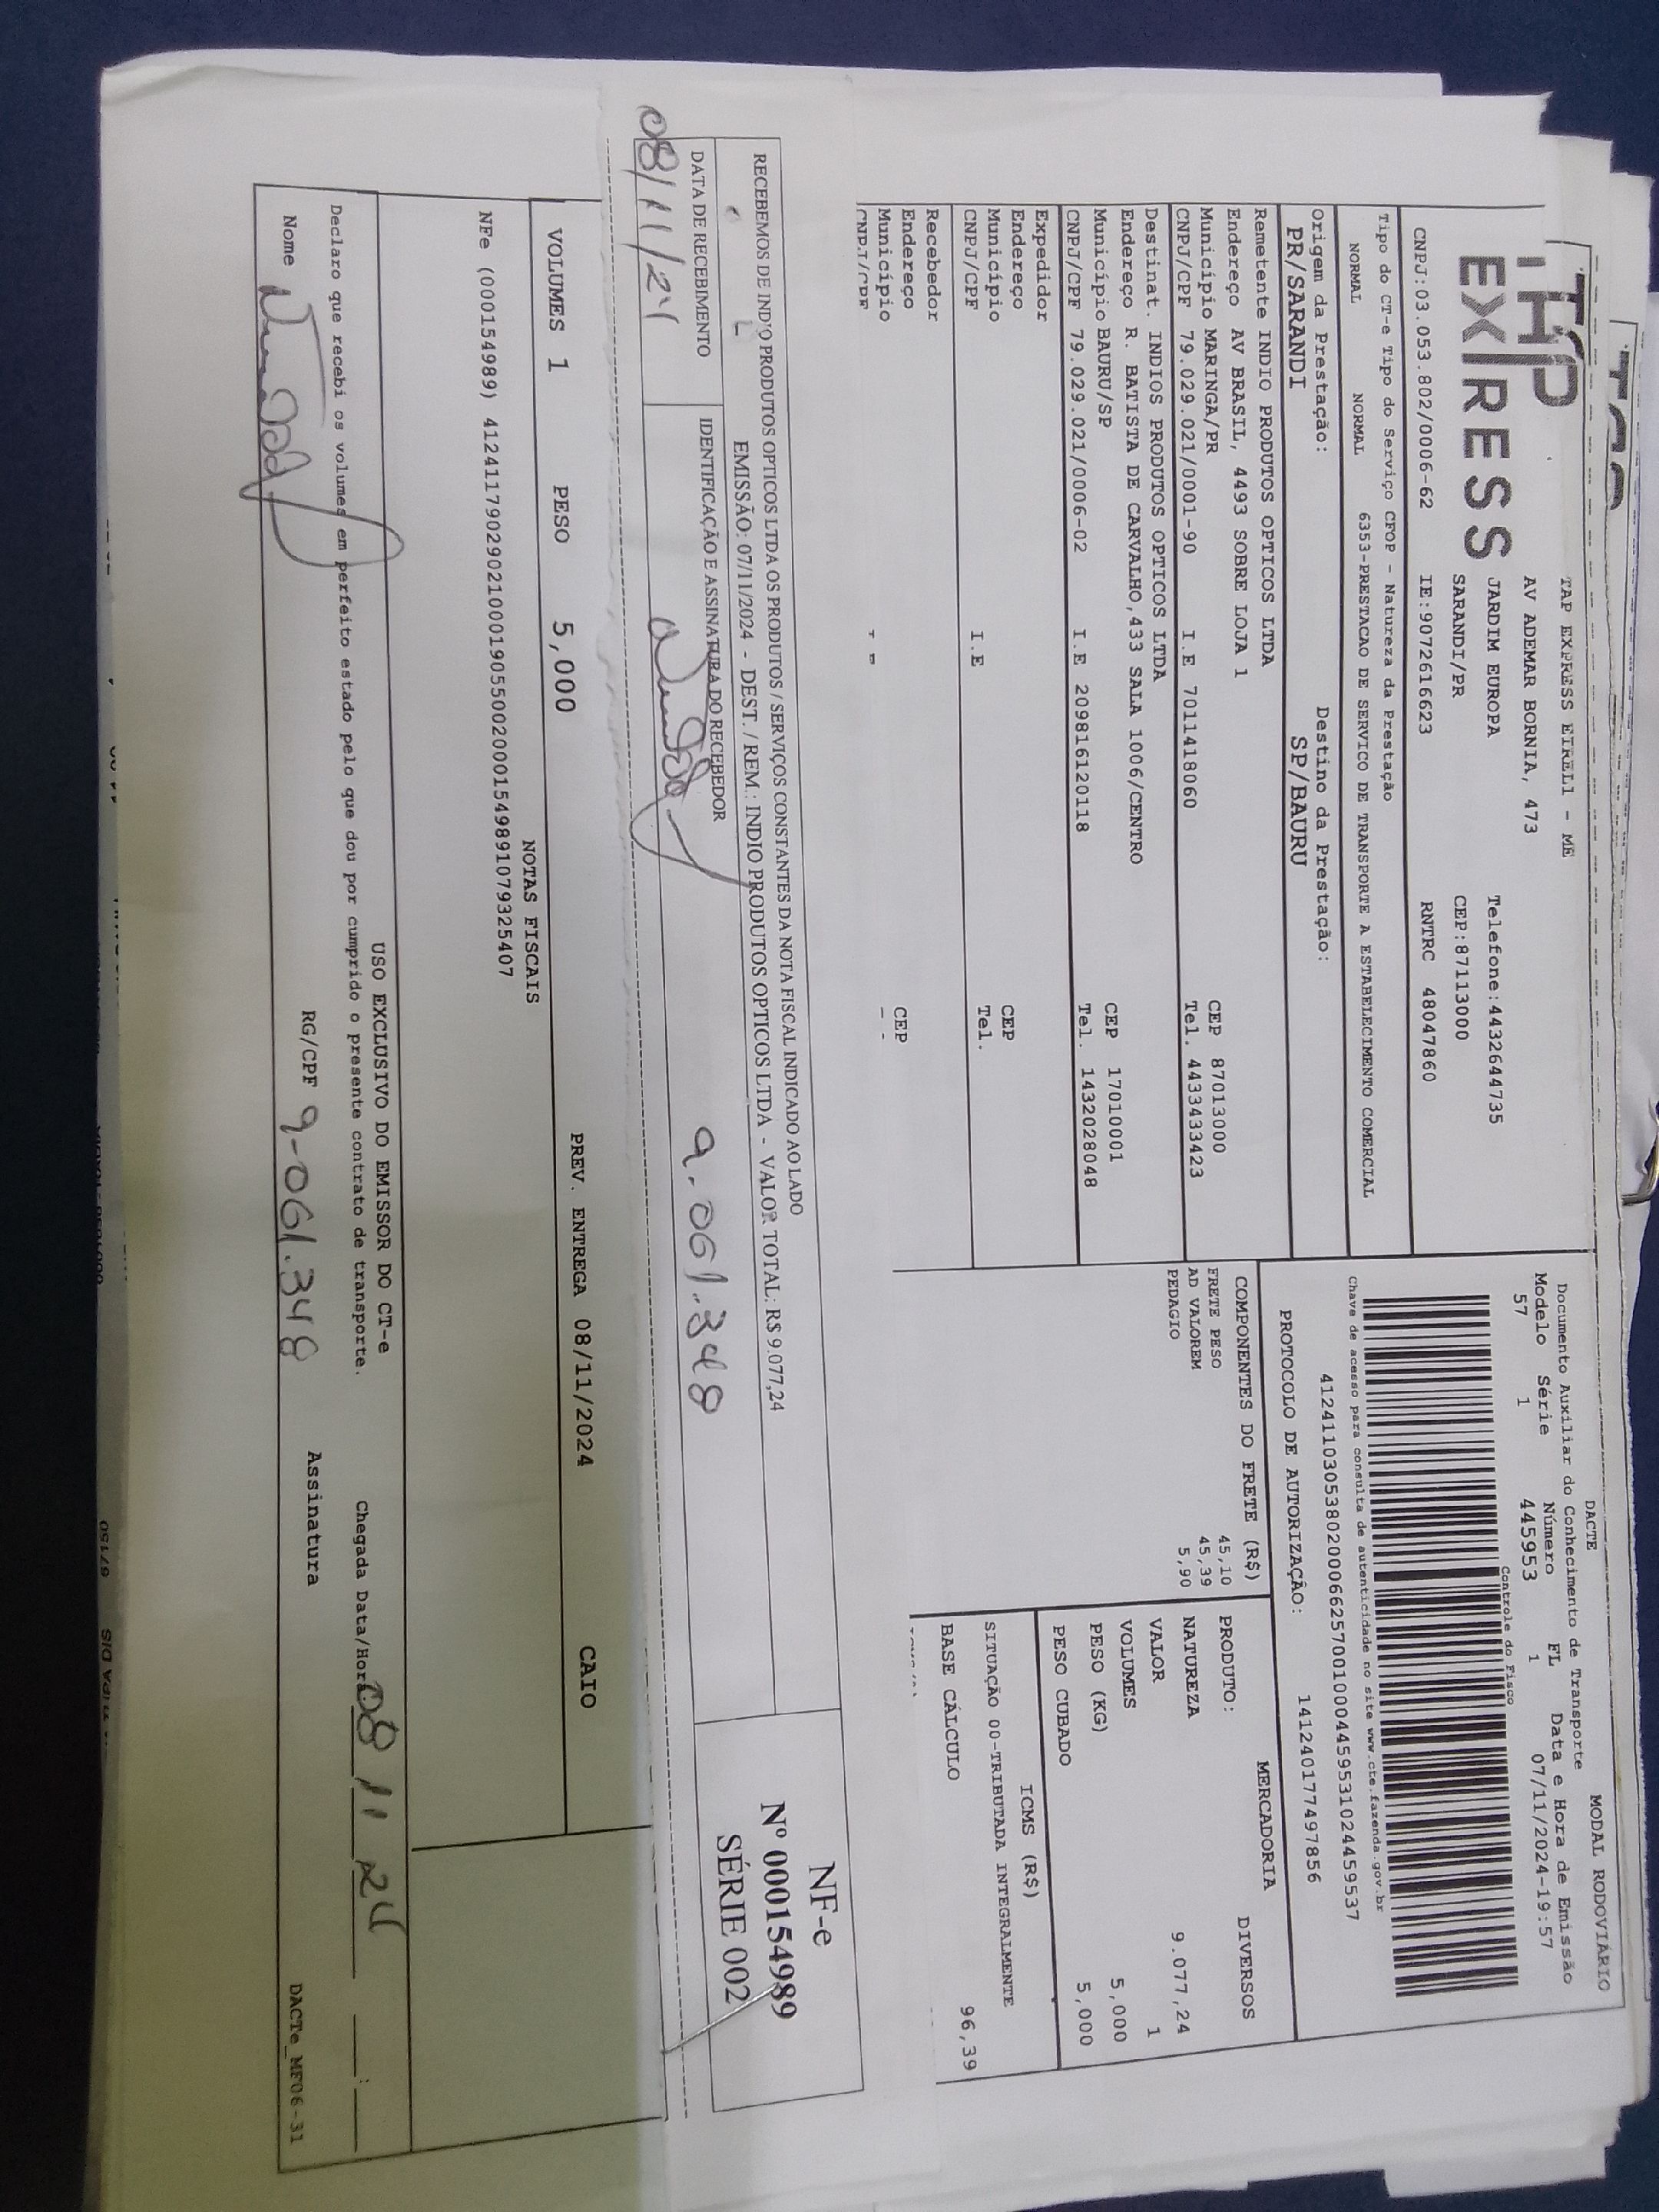 TAP EXPRESS EIRELI - ME
AV ADEMAR BORNIA, 473
JARDIM EUROPA Telefone:4432644735
SARANDI/PR CEP:87113000
CNPJ:03.053.802/0006-62 IE:9072616623 RNTRC 48047860
EXPRESS
DACTE MODAL RODOVIÁRIO
Documento Auxiliar do Conhecimento de Transporte
Modelo Série Número FL Data e Hora de Emissão
57 1 445953 1 07/11/2024-19:57
Controle do Fisco
Chave de acesso para consulta de autenticidade no site www.cte.fazenda.gov.br
41241103053802000662570010004459531024459537
PROTOCOLO DE AUTORIZAÇÃO: 141240177497856
Tipo do CT-e Tipo do Serviço CFOP - Natureza da Prestação
NORMAL NORMAL 6353-PRESTACAO DE SERVICO DE TRANSPORTE A ESTABELECIMENTO COMERCIAL
Origem da Prestação: Destino da Prestação:
PR/SARANDI SP/BAURU
Remetente INDIO PRODUTOS OPTICOS LTDA
Endereço AV BRASIL, 4493 SOBRE LOJA 1
Município MARINGA/PR CEP 87013000
CNPJ/CPF 79.029.021/0001-90 I.E 7011418060 Tel. 443343​3423
Destinat. INDIOS PRODUTOS OPTICOS LTDA
Endereço R. BATISTA DE CARVALHO,433 SALA 1006/CENTRO
Município BAURU/SP CEP 17010001
CNPJ/CPF 79.029.021/0006-02 I.E 209816120118 Tel. 1432028048
Expedidor
Endereço
Município CEP
CNPJ/CPF I.E Tel.
Recebedor
Endereço
Município CEP
CNPJ/CPF
COMPONENTES DO FRETE (R$)
FRETE PESO 45,10
AD VALOREM 45,39
PEDAGIO 5,90
MERCADORIA
PRODUTO: DIVERSOS
NATUREZA
VALOR 9.077,24
VOLUMES 1
PESO (KG) 5,000
PESO CUBADO 5,000
ICMS (R$)
SITUAÇÃO 00-TRIBUTADA INTEGRALMENTE
BASE CÁLCULO 96,39
RECEBEMOS DE IND'O PRODUTOS OPTICOS LTDA OS PRODUTOS / SERVIÇOS CONSTANTES DA NOTA FISCAL INDICADO AO LADO
EMISSÃO: 07/11/2024 - DEST. / REM.: INDIO PRODUTOS OPTICOS LTDA - VALOR TOTAL: R$ 9.077,24
DATA DE RECEBIMENTO IDENTIFICAÇÃO E ASSINATURA DO RECEBEDOR
08/11/24 9.061.348
NF-e
Nº 000154989
SÉRIE 002
VOLUMES 1 PESO 5,000 PREV. ENTREGA 08/11/2024 CAIO
NOTAS FISCAIS
NFe (000154989) 41241179029021000190550020001549891079325407
USO EXCLUSIVO DO EMISSOR DO CT-e
Declaro que recebi os volumes em perfeito estado pelo que dou por cumprido o presente contrato de transporte. Chegada Data/Hora 08/11 24
Nome RG/CPF 9-061.348 Assinatura
DACTe_MF06-31